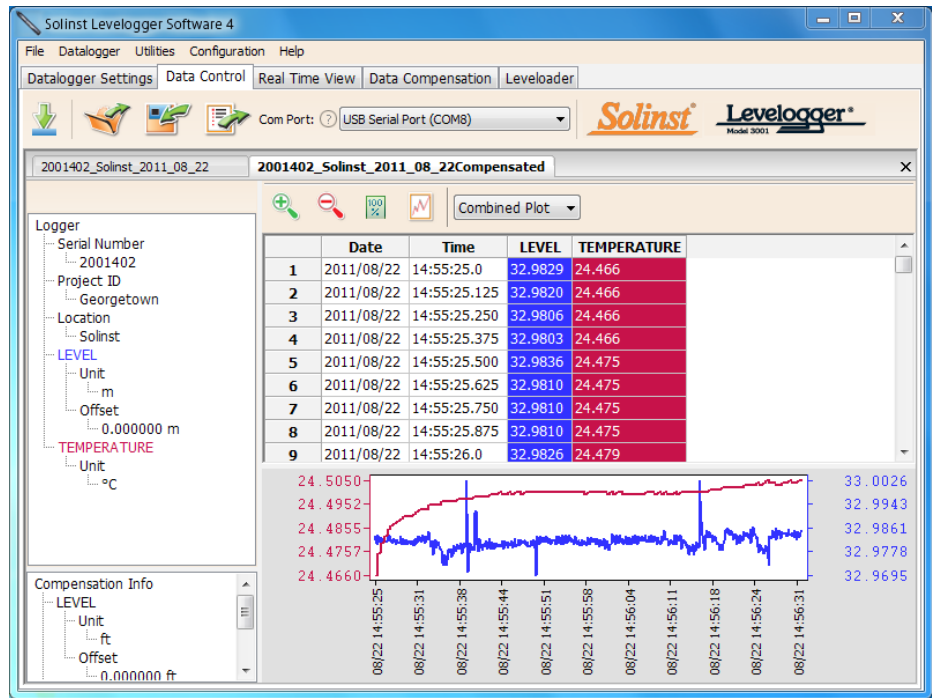 Solinst Levelogger Software 4
File Datalogger Utilities Configuration Help
Datalogger Settings Data Control Real Time View Data Compensation Leveloader
Com Port: ? USB Serial Port (COM8)
Solinst
Levelogger®
Model 3001
2001402_Solinst_2011_08_22 2001402_Solinst_2011_08_22Compensated X
100 %
Combined Plot
Logger
Serial Number
2001402
Project ID
Georgetown
Location
Solinst
LEVEL
Unit
m
Offset
0.000000 m
TEMPERATURE
Unit
°C
Compensation Info
LEVEL
Unit
ft
Offset
0.000000 ft
Date Time LEVEL TEMPERATURE
1 2011/08/22 14:55:25.0 32.9829 24.466
2 2011/08/22 14:55:25.125 32.9820 24.466
3 2011/08/22 14:55:25.250 32.9806 24.466
4 2011/08/22 14:55:25.375 32.9803 24.466
5 2011/08/22 14:55:25.500 32.9836 24.475
6 2011/08/22 14:55:25.625 32.9810 24.475
7 2011/08/22 14:55:25.750 32.9810 24.475
8 2011/08/22 14:55:25.875 32.9810 24.475
9 2011/08/22 14:55:26.0 32.9826 24.479
24.5050 33.0026
24.4952 32.9943
24.4855 32.9861
24.4757 32.9778
24.4660 32.9695
08/22 14:55:25
08/22 14:55:31
08/22 14:55:38
08/22 14:55:44
08/22 14:55:51
08/22 14:55:58
08/22 14:56:04
08/22 14:56:11
08/22 14:56:18
08/22 14:56:24
08/22 14:56:31